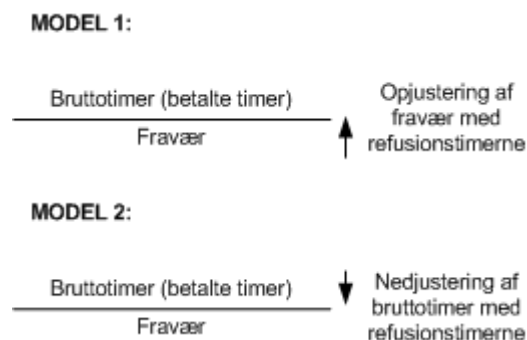 MODEL 1:
Bruttotimer (betalte timer)
Fravær
Opjustering af
fravær med
refusionstimerne
MODEL 2:
Bruttotimer (betalte timer)
Fravær
Nedjustering af
bruttotimer med
refusionstimerne